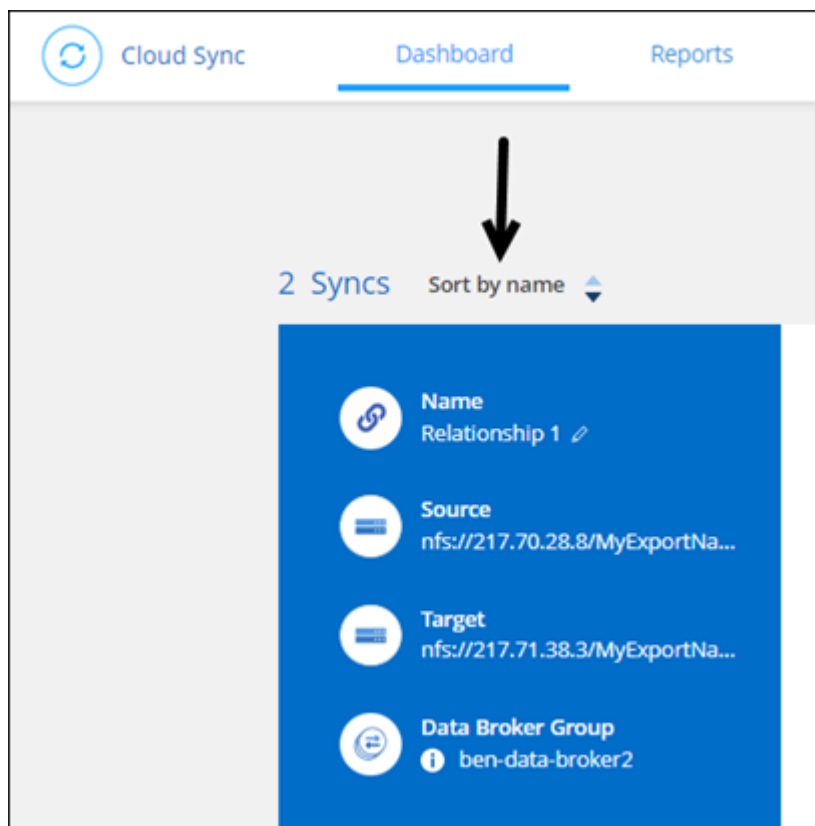 Cloud Sync Dashboard Reports
2 Syncs Sort by name
Name
Relationship 1
Source
nfs://217.70.28.8/MyExportNa...
Target
nfs://217.71.38.3/MyExportNa...
Data Broker Group
ben-data-broker2